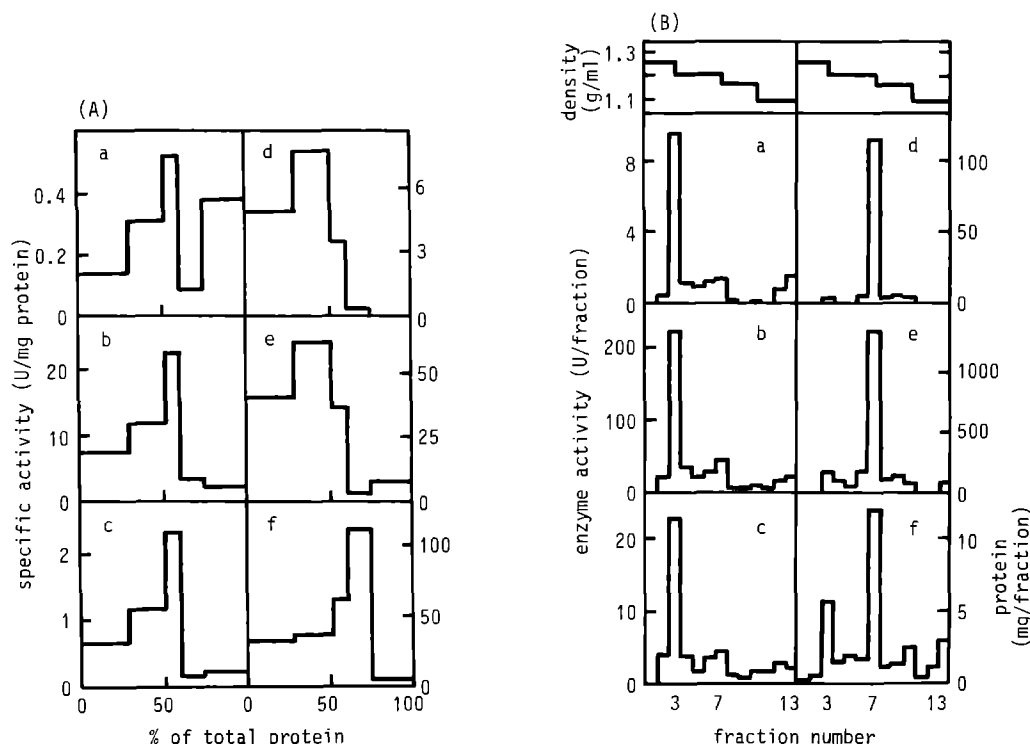 (A)
specific activity (U/mg protein)
a
0.4
0.2
0
d
6
3
0
b
20
10
0
e
50
25
0
c
2
1
0
f
100
50
0
0
50
0
50
100
% of total protein
(B)
density
(g/ml)
1.3
1.1
enzyme activity (U/fraction)
a
8
4
0
d
100
50
0
b
200
100
0
e
1000
500
0
c
20
10
0
f
10
5
0
protein
(mg/fraction)
3
7
13
3
7
13
fraction number